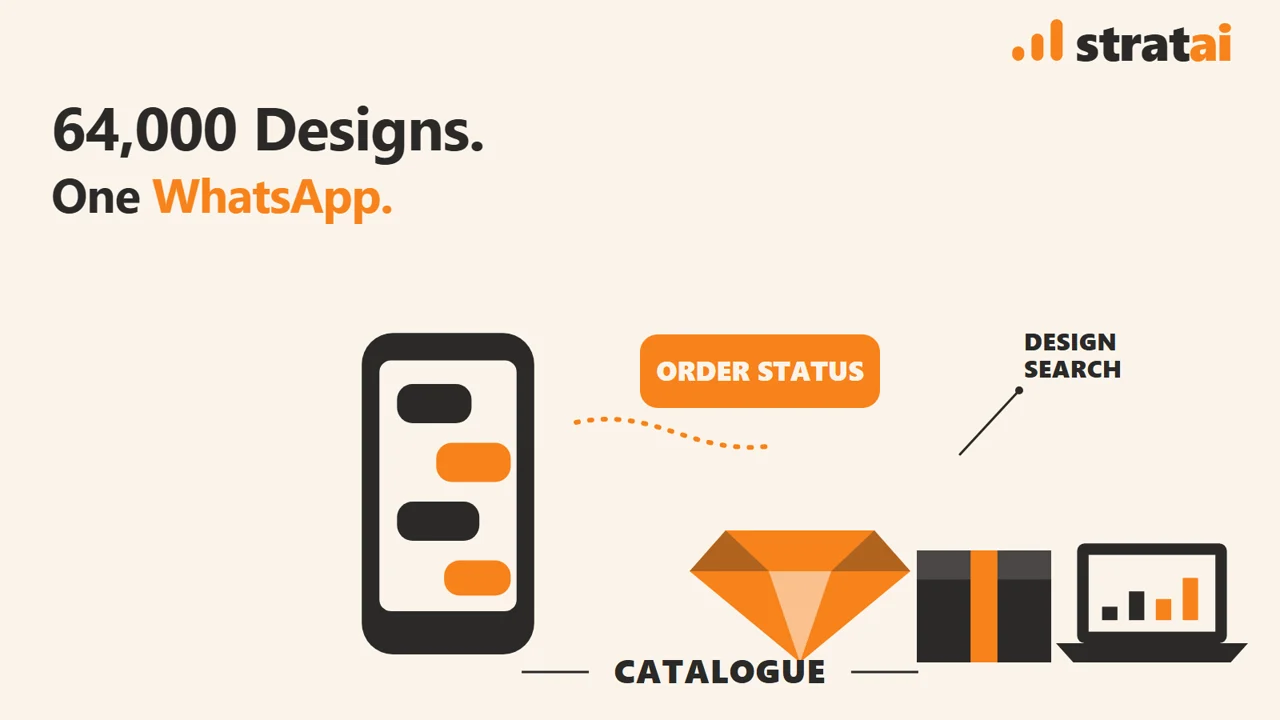 stratai
64,000 Designs.
One WhatsApp.
ORDER STATUS
DESIGN
SEARCH
CATALOGUE